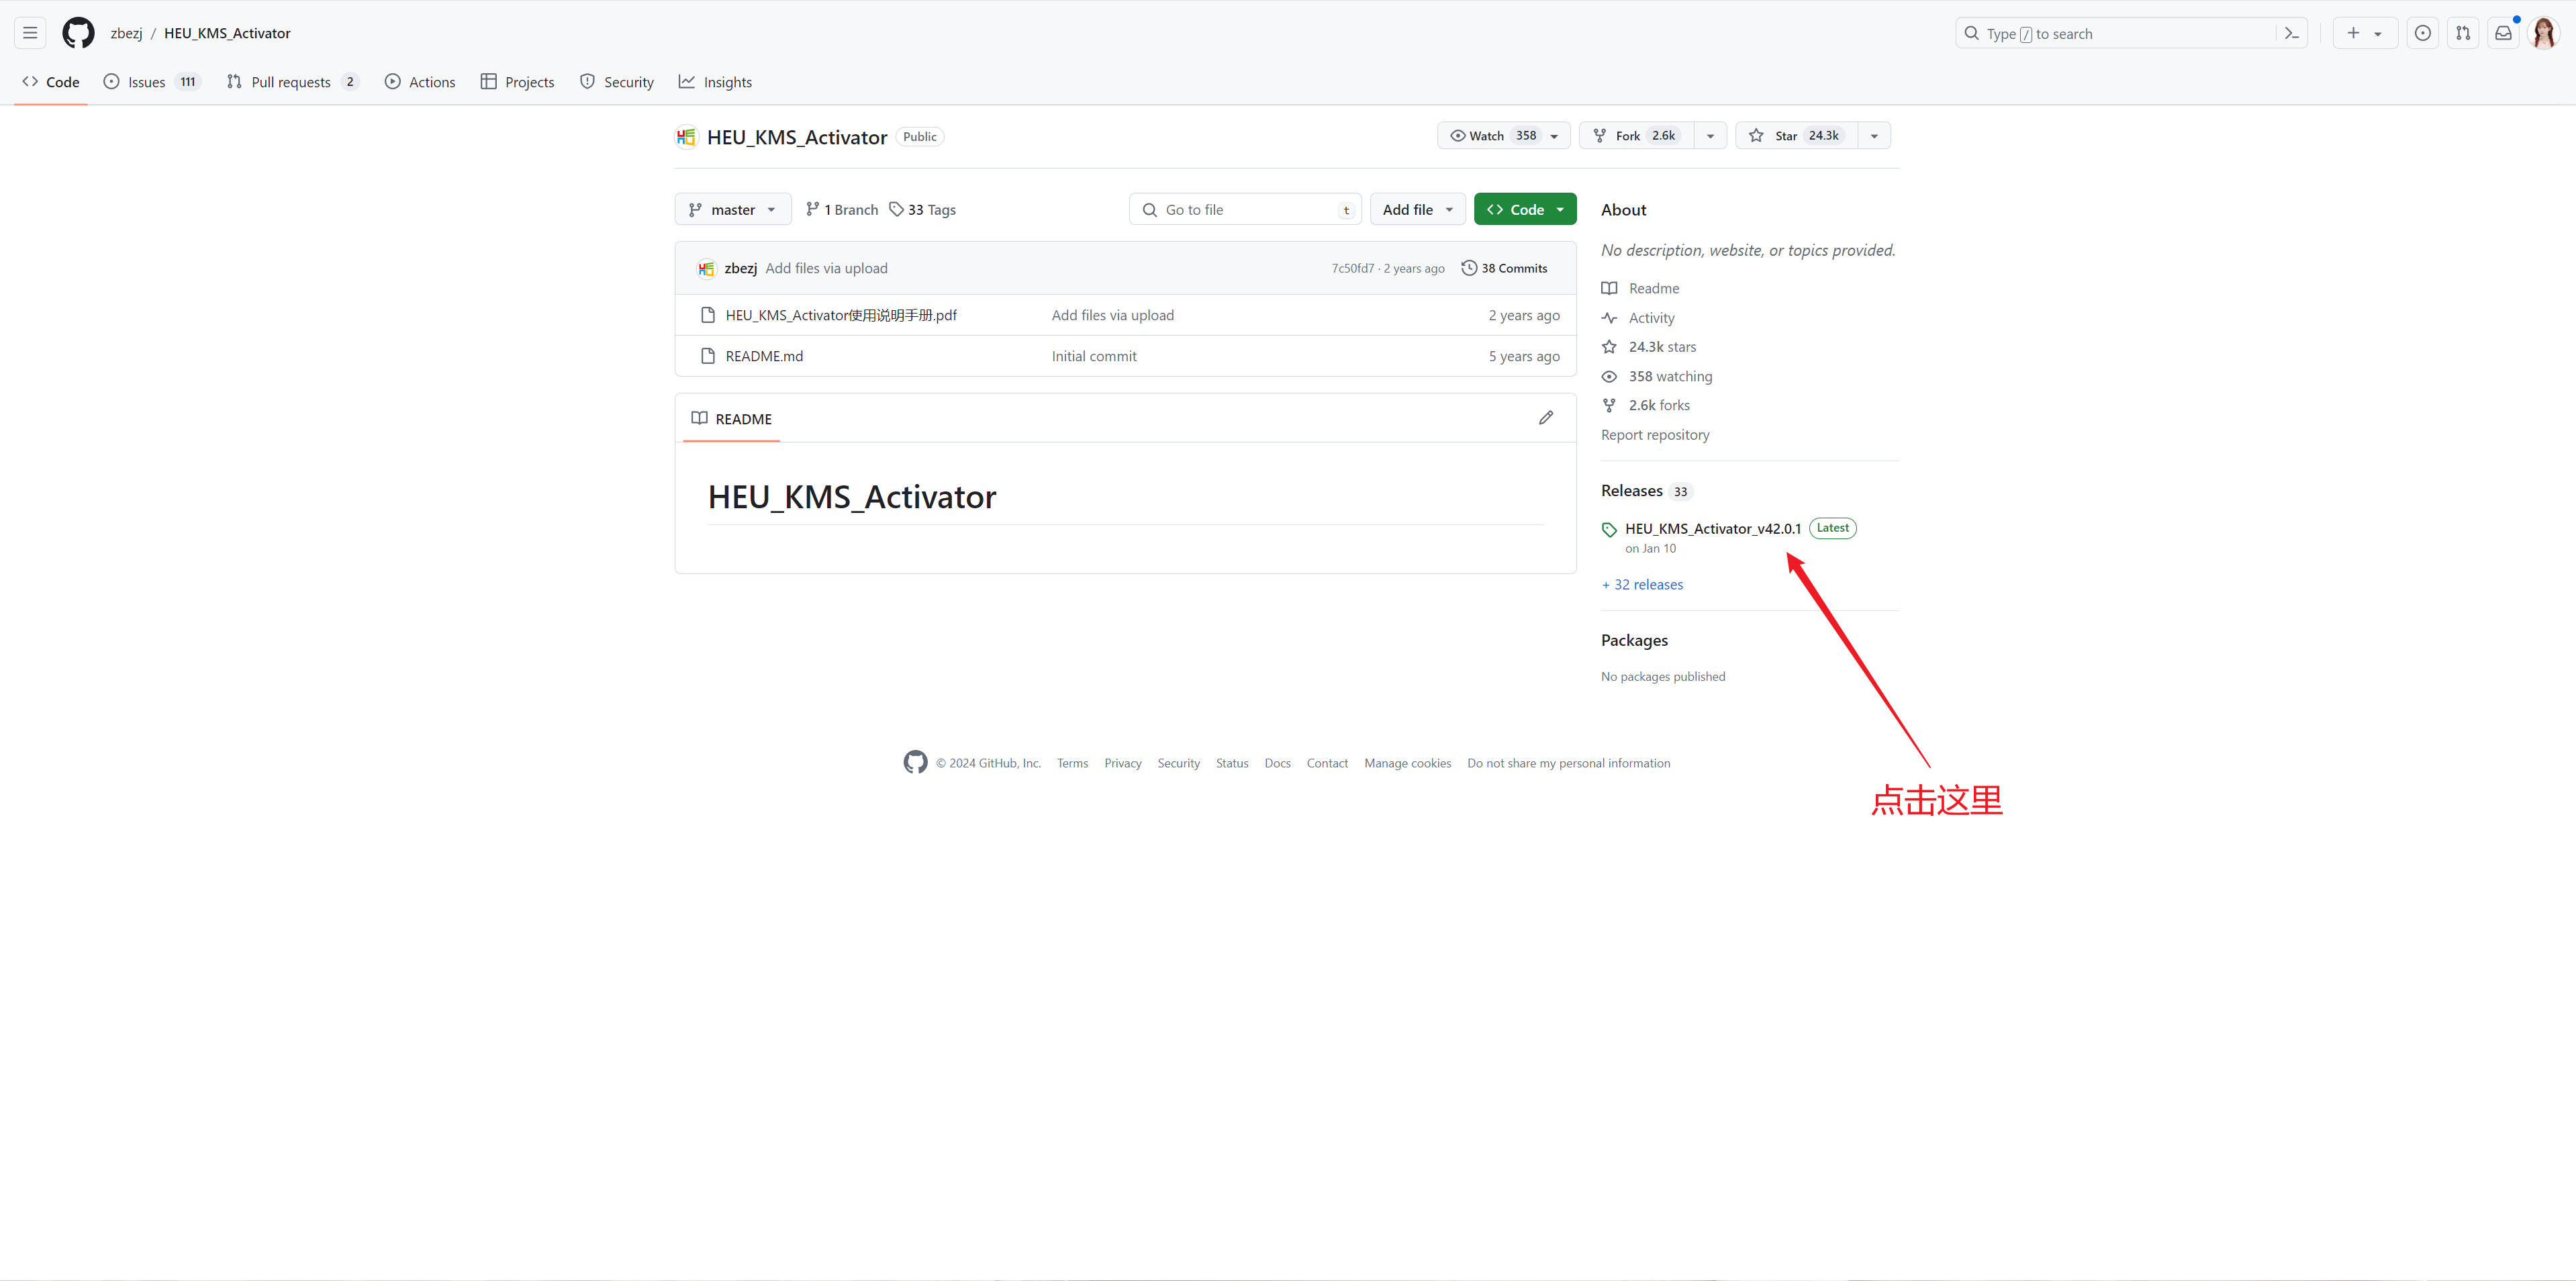 zbezj / HEU_KMS_Activator
Type / to search
Code Issues 111 Pull requests 2 Actions Projects Security Insights
HEU_KMS_Activator Public
Watch 358 Fork 2.6k Star 24.3k
master 1 Branch 33 Tags Go to file t Add file Code
zbezj Add files via upload 7c50fd7 · 2 years ago 38 Commits
HEU_KMS_Activator使用说明手册.pdf Add files via upload 2 years ago
README.md Initial commit 5 years ago
README
HEU_KMS_Activator
About
No description, website, or topics provided.
Readme
Activity
24.3k stars
358 watching
2.6k forks
Report repository
Releases 33
HEU_KMS_Activator_v42.0.1 Latest
on Jan 10
+ 32 releases
Packages
No packages published
© 2024 GitHub, Inc. Terms Privacy Security Status Docs Contact Manage cookies Do not share my personal information
点击这里